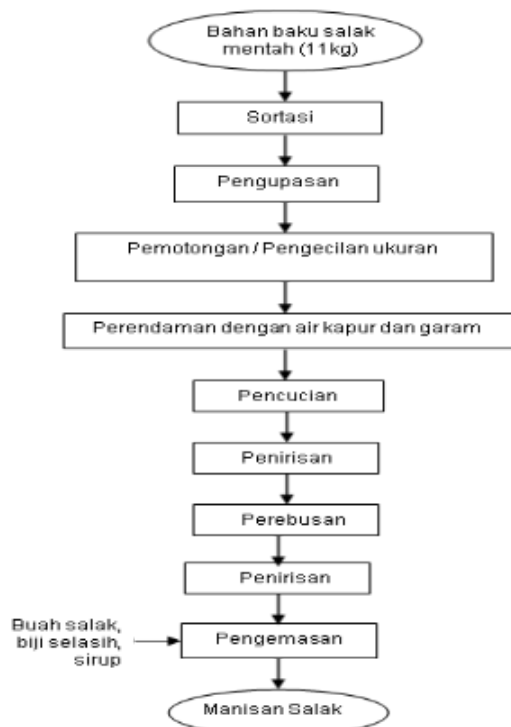 Bahan baku salak
mentah (11kg)
Sortasi
Pengupasan
Pemotongan / Pengecilan ukuran
Perendaman dengan air kapur dan garam
Pencucian
Penirisan
Perebusan
Penirisan
Buah salak,
biji selasih,
sirup
Pengemasan
Manisan Salak